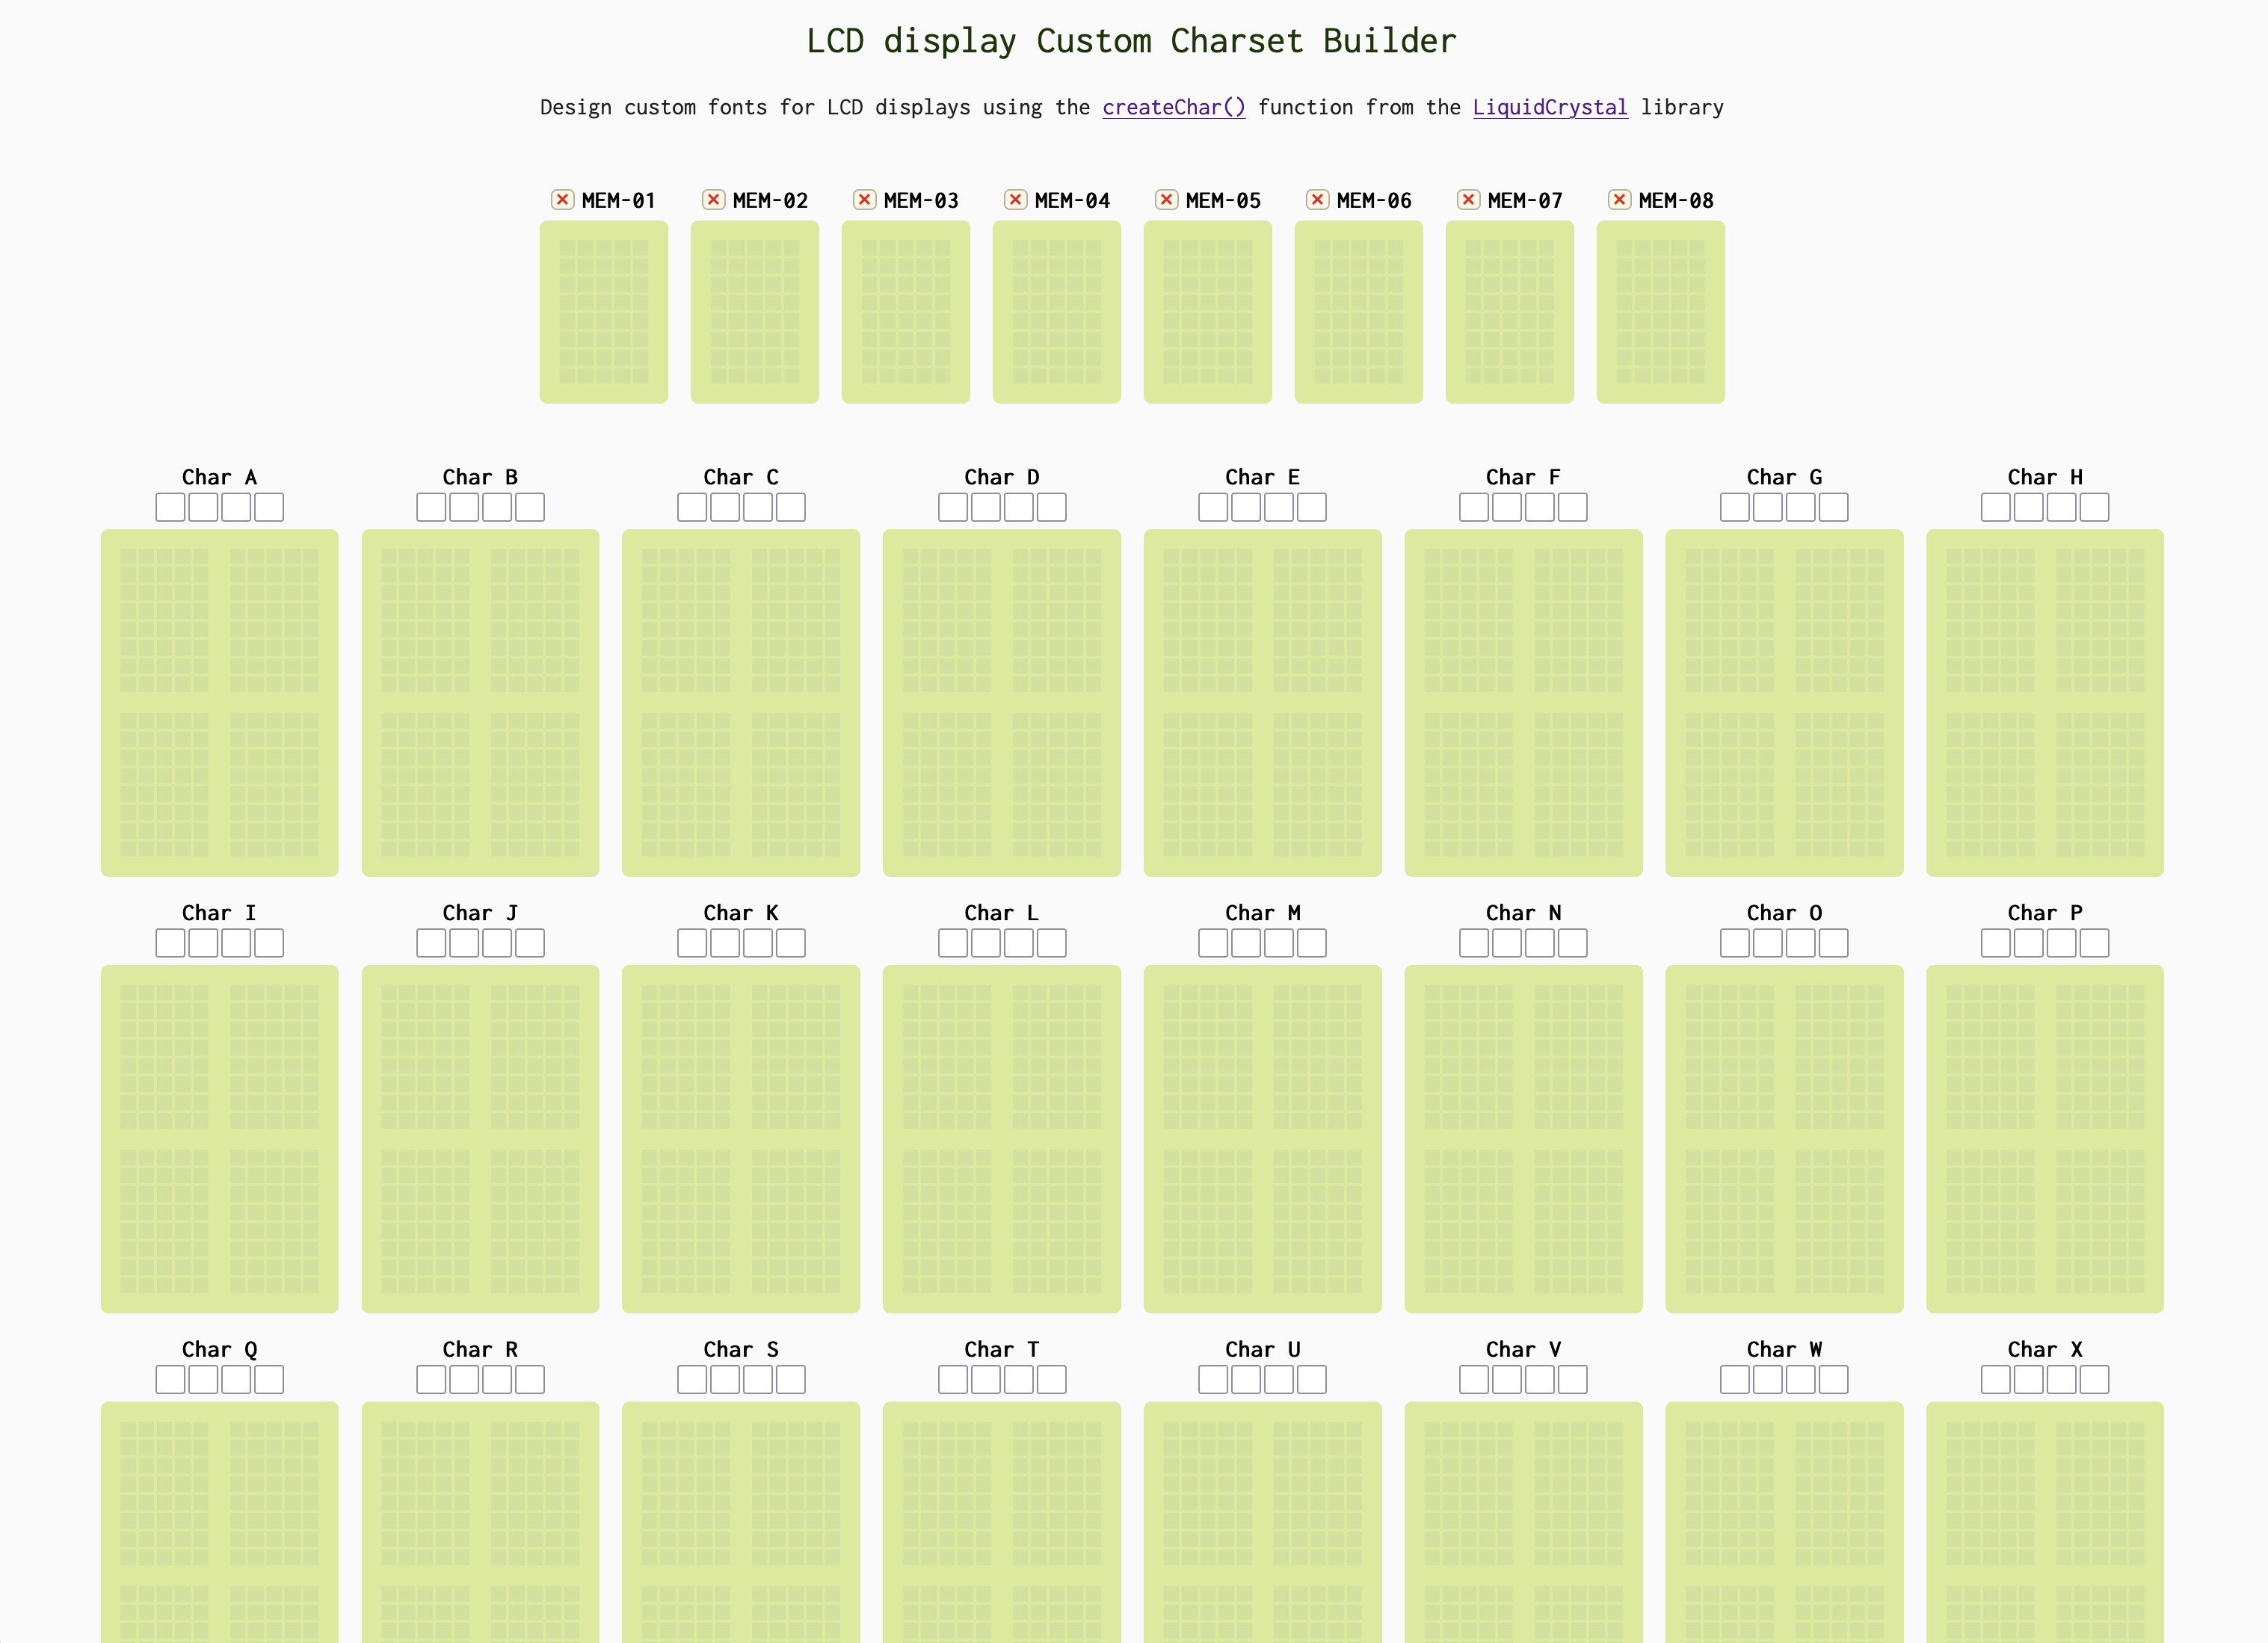 LCD display Custom Charset Builder
Design custom fonts for LCD displays using the createChar() function from the LiquidCrystal library
MEM-01 MEM-02 MEM-03 MEM-04 MEM-05 MEM-06 MEM-07 MEM-08
Char A Char B Char C Char D Char E Char F Char G Char H
Char I Char J Char K Char L Char M Char N Char O Char P
Char Q Char R Char S Char T Char U Char V Char W Char X